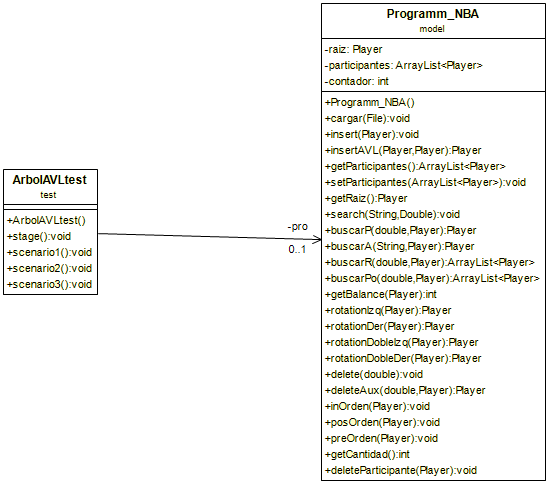 Programm_NBA
model
-raiz: Player
-participantes: ArrayList<Player>
-contador: int
+Programm_NBA()
+cargar(File):void
+insert(Player):void
+insertAVL(Player,Player):Player
+getParticipantes():ArrayList<Player>
+setParticipantes(ArrayList<Player>):void
+getRaiz():Player
+search(String,Double):void
+buscarP(double,Player):Player
+buscarA(String,Player):Player
+buscarR(double,Player):ArrayList<Player>
+buscarPo(double,Player):ArrayList<Player>
+getBalance(Player):int
+rotationIzq(Player):Player
+rotationDer(Player):Player
+rotationDobleIzq(Player):Player
+rotationDobleDer(Player):Player
+delete(double):void
+deleteAux(double,Player):Player
+inOrden(Player):void
+posOrden(Player):void
+preOrden(Player):void
+getCantidad():int
+deleteParticipante(Player):void
ArbolAVLtest
test
+ArbolAVLtest()
+stage():void
+scenario1():void
+scenario2():void
+scenario3():void
-pro
0..1